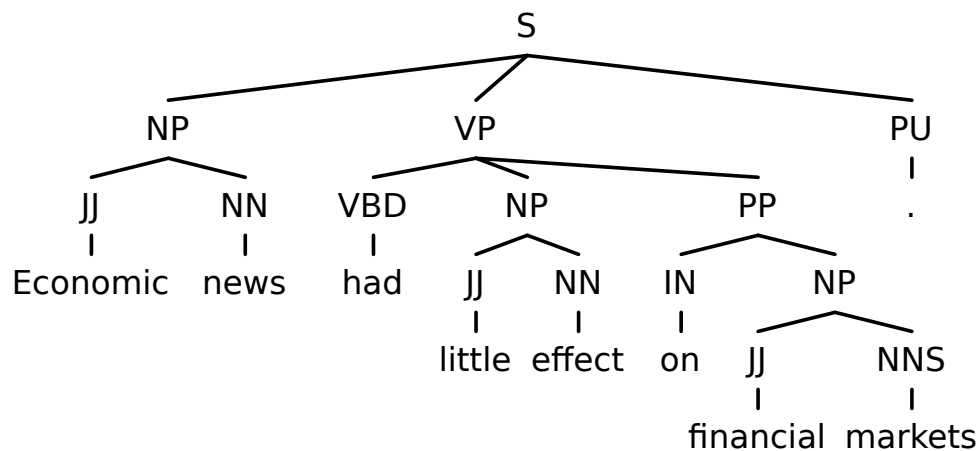 S
NP VP PU
JJ NN VBD NP PP .
Economic news had JJ NN IN NP
little effect on JJ NNS
financial markets